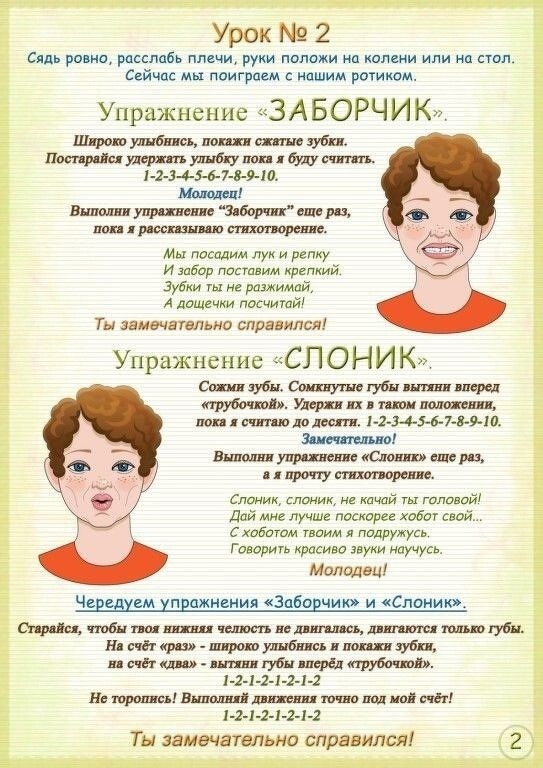 Урок № 2
Сядь ровно, расслабь плечи, руки положи на колени или на стол.
Сейчас мы поиграем с нашим ротиком.
Упражнение «ЗАБОРЧИК».
Широко улыбнись, покажи сжатые зубки.
Постарайся удержать улыбку пока я буду считать.
1-2-3-4-5-6-7-8-9-10.
Молодец!
Выполни упражнение “Заборчик” еще раз,
пока я рассказываю стихотворение.
Мы посадим лук и репку
И забор поставим крепкий.
Зубки ты не разжимай,
А дощечки посчитай!
Ты замечательно справился!
Упражнение «СЛОНИК».
Сожми зубы. Сомкнутые губы вытяни вперед
«трубочкой». Удержи их в таком положении,
пока я считаю до десяти. 1-2-3-4-5-6-7-8-9-10.
Замечательно!
Выполни упражнение «Слоник» еще раз,
а я прочту стихотворение.
Слоник, слоник, не качай ты головой!
Дай мне лучше поскорее хобот свой...
С хоботом твоим я подружусь.
Говорить красиво звуки научусь.
Молодец!
Чередуем упражнения «Заборчик» и «Слоник».
Старайся, чтобы твоя нижняя челюсть не двигалась, двигаются только губы.
На счёт «раз» - широко улыбнись и покажи зубки,
на счёт «два» - вытяни губы вперёд «трубочкой».
1-2-1-2-1-2-1-2
Не торопись! Выполняй движения точно под мой счёт!
1-2-1-2-1-2-1-2
Ты замечательно справился!
2